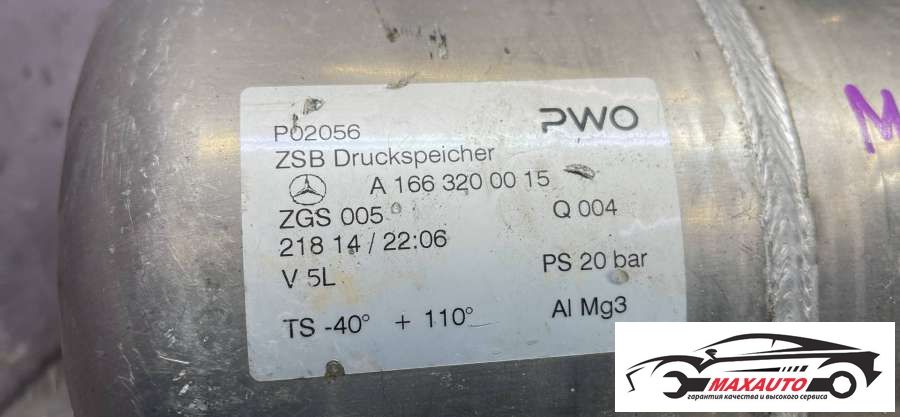 P02056
PWO
ZSB Druckspeicher
A 166 320 00 15
ZGS 005
Q 004
218 14 / 22:06
V 5L
PS 20 bar
TS -40° + 110°
Al Mg3
M
MAXAUTO
гарантия качества и высокого сервиса